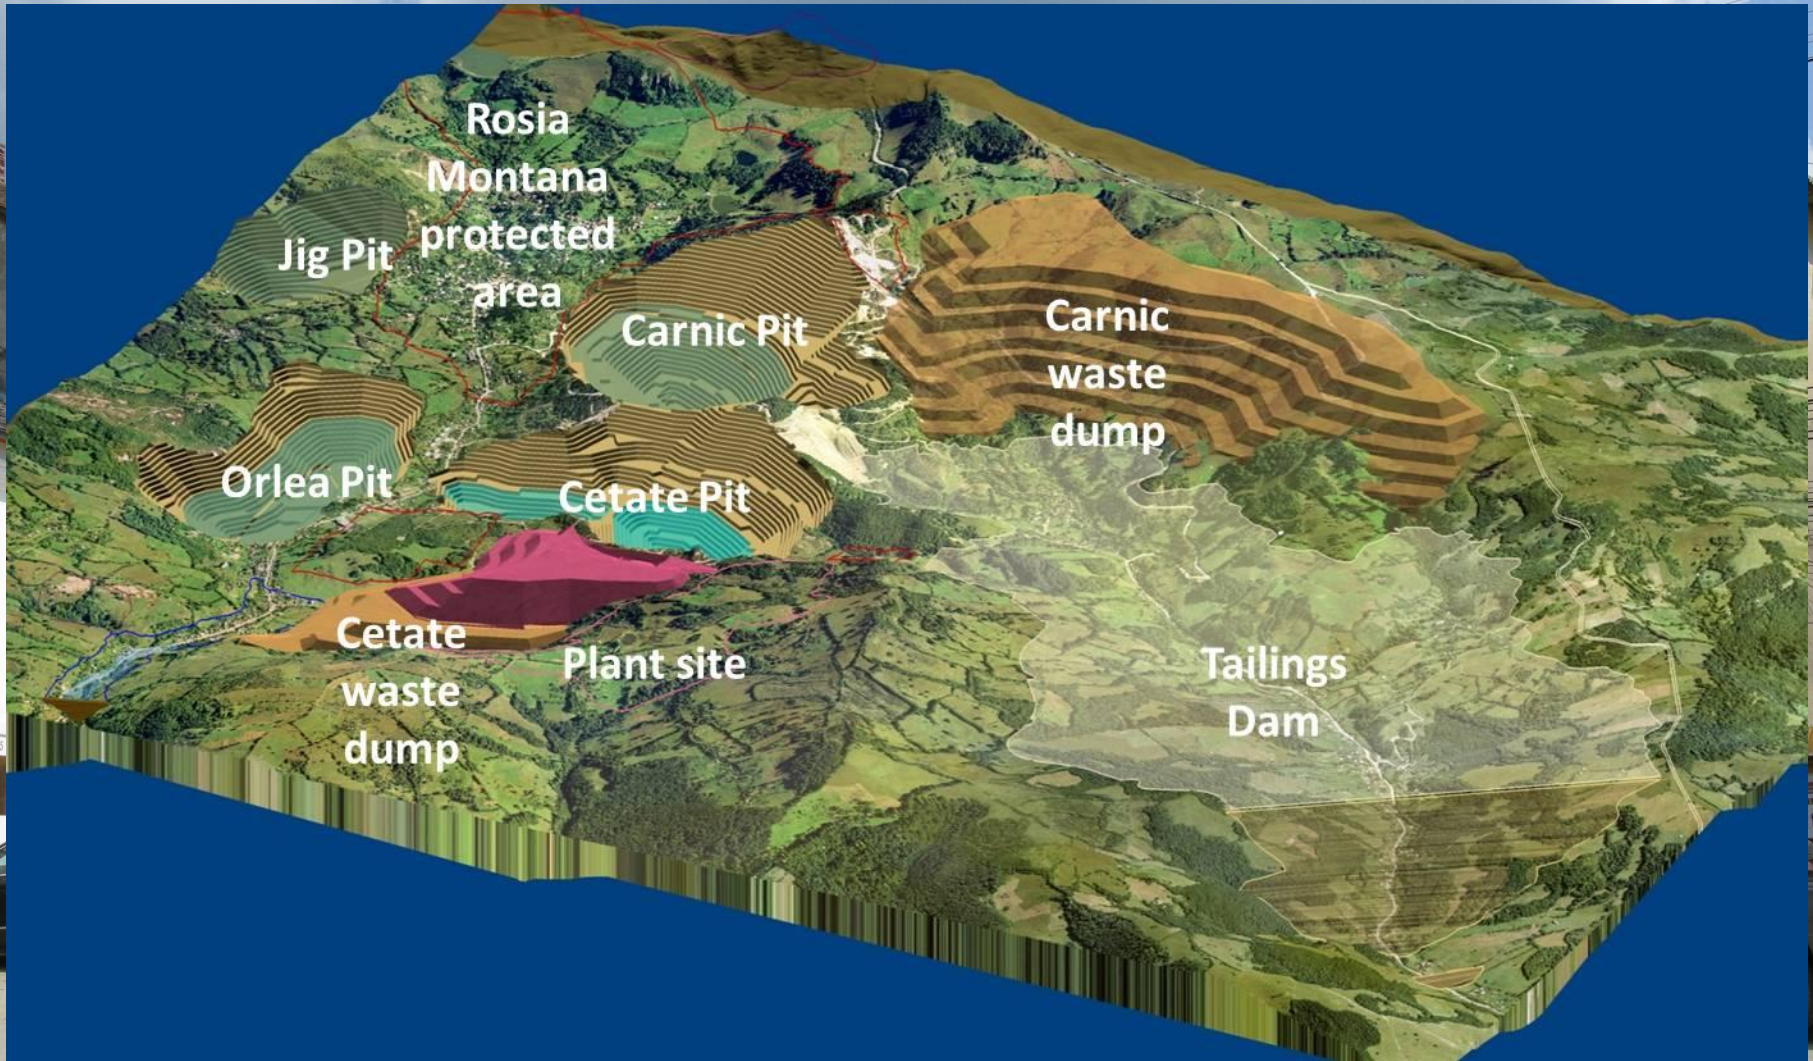 Rosia
Montana
protected
area
Jig Pit
Carnic Pit
Carnic
waste
dump
Orlea Pit
Cetate Pit
Cetate
waste
dump
Plant site
Tailings
Dam